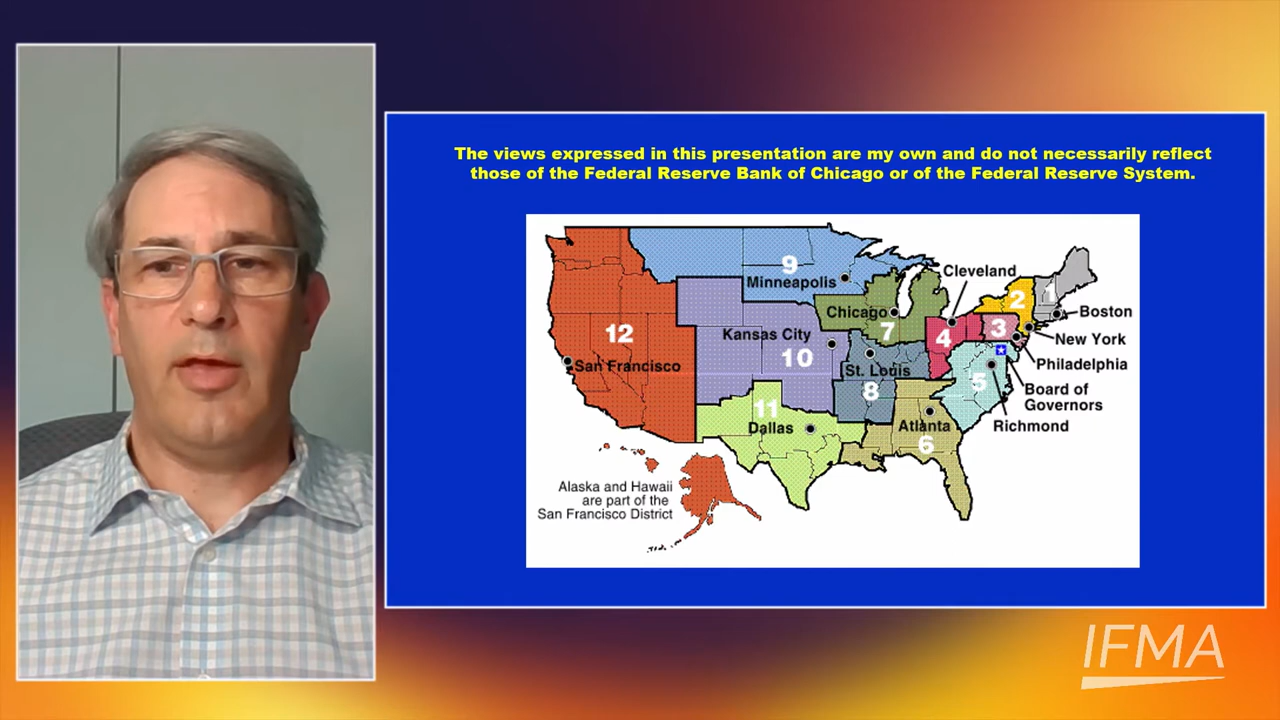 The views expressed in this presentation are my own and do not necessarily reflect
those of the Federal Reserve Bank of Chicago or of the Federal Reserve System.
9
Minneapolis
Cleveland
2
1
Chicago
Boston
7
3
Kansas City
4
New York
12
10
San Francisco
St. Louis
Philadelphia
5
8
Board of
Governors
11
Dallas
Atlanta
Richmond
6
Alaska and Hawaii
are part of the
San Francisco District
IFMA